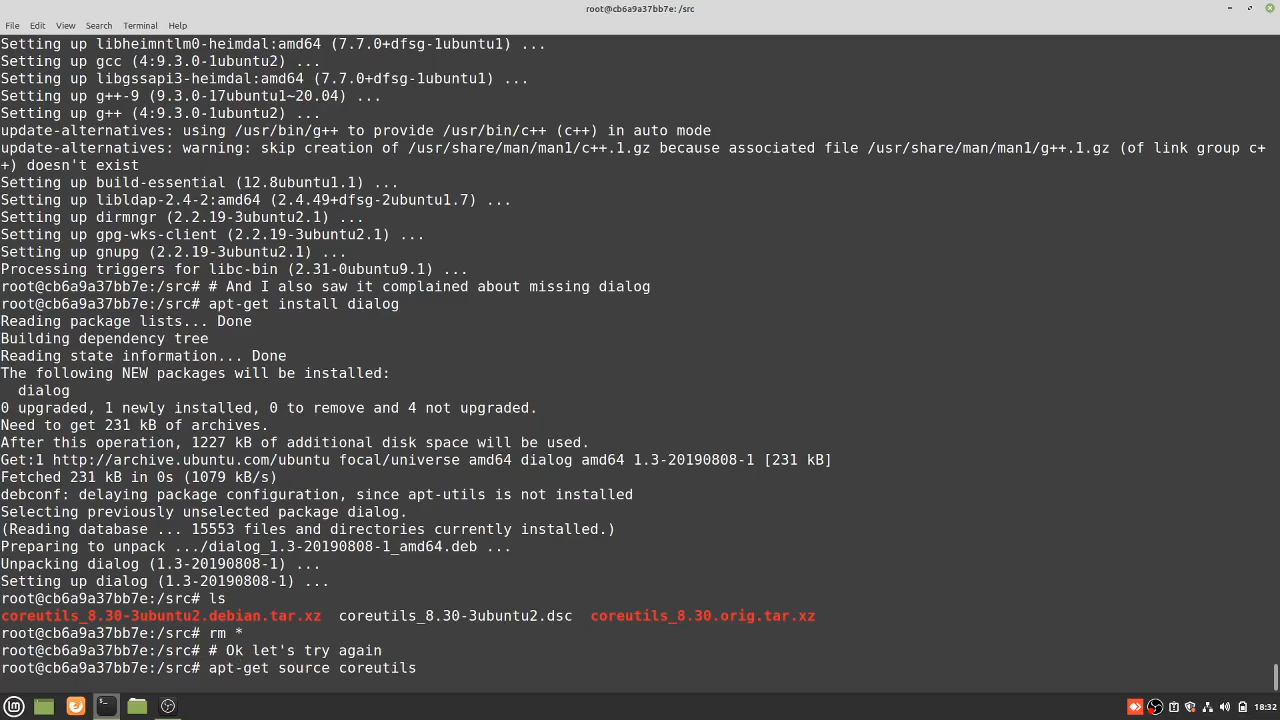 root@cb6a9a37bb7e: /src
File Edit View Search Terminal Help
Setting up libheimntlm0-heimdal:amd64 (7.7.0+dfsg-1ubuntu1) ...
Setting up gcc (4:9.3.0-1ubuntu2) ...
Setting up libgssapi3-heimdal:amd64 (7.7.0+dfsg-1ubuntu1) ...
Setting up g++-9 (9.3.0-17ubuntu1~20.04) ...
Setting up g++ (4:9.3.0-1ubuntu2) ...
update-alternatives: using /usr/bin/g++ to provide /usr/bin/c++ (c++) in auto mode
update-alternatives: warning: skip creation of /usr/share/man/man1/c++.1.gz because associated file /usr/share/man/man1/g++.1.gz (of link group c+
+) doesn't exist
Setting up build-essential (12.8ubuntu1.1) ...
Setting up libldap-2.4-2:amd64 (2.4.49+dfsg-2ubuntu1.7) ...
Setting up dirmngr (2.2.19-3ubuntu2.1) ...
Setting up gpg-wks-client (2.2.19-3ubuntu2.1) ...
Setting up gnupg (2.2.19-3ubuntu2.1) ...
Processing triggers for libc-bin (2.31-0ubuntu9.1) ...
root@cb6a9a37bb7e:/src# # And I also saw it complained about missing dialog
root@cb6a9a37bb7e:/src# apt-get install dialog
Reading package lists... Done
Building dependency tree
Reading state information... Done
The following NEW packages will be installed:
  dialog
0 upgraded, 1 newly installed, 0 to remove and 4 not upgraded.
Need to get 231 kB of archives.
After this operation, 1227 kB of additional disk space will be used.
Get:1 http://archive.ubuntu.com/ubuntu focal/universe amd64 dialog amd64 1.3-20190808-1 [231 kB]
Fetched 231 kB in 0s (1079 kB/s)
debconf: delaying package configuration, since apt-utils is not installed
Selecting previously unselected package dialog.
(Reading database ... 15553 files and directories currently installed.)
Preparing to unpack .../dialog_1.3-20190808-1_amd64.deb ...
Unpacking dialog (1.3-20190808-1) ...
Setting up dialog (1.3-20190808-1) ...
root@cb6a9a37bb7e:/src# ls
coreutils_8.30-3ubuntu2.debian.tar.xz  coreutils_8.30-3ubuntu2.dsc  coreutils_8.30.orig.tar.xz
root@cb6a9a37bb7e:/src# rm *
root@cb6a9a37bb7e:/src# # Ok let's try again
root@cb6a9a37bb7e:/src# apt-get source coreutils
18:32